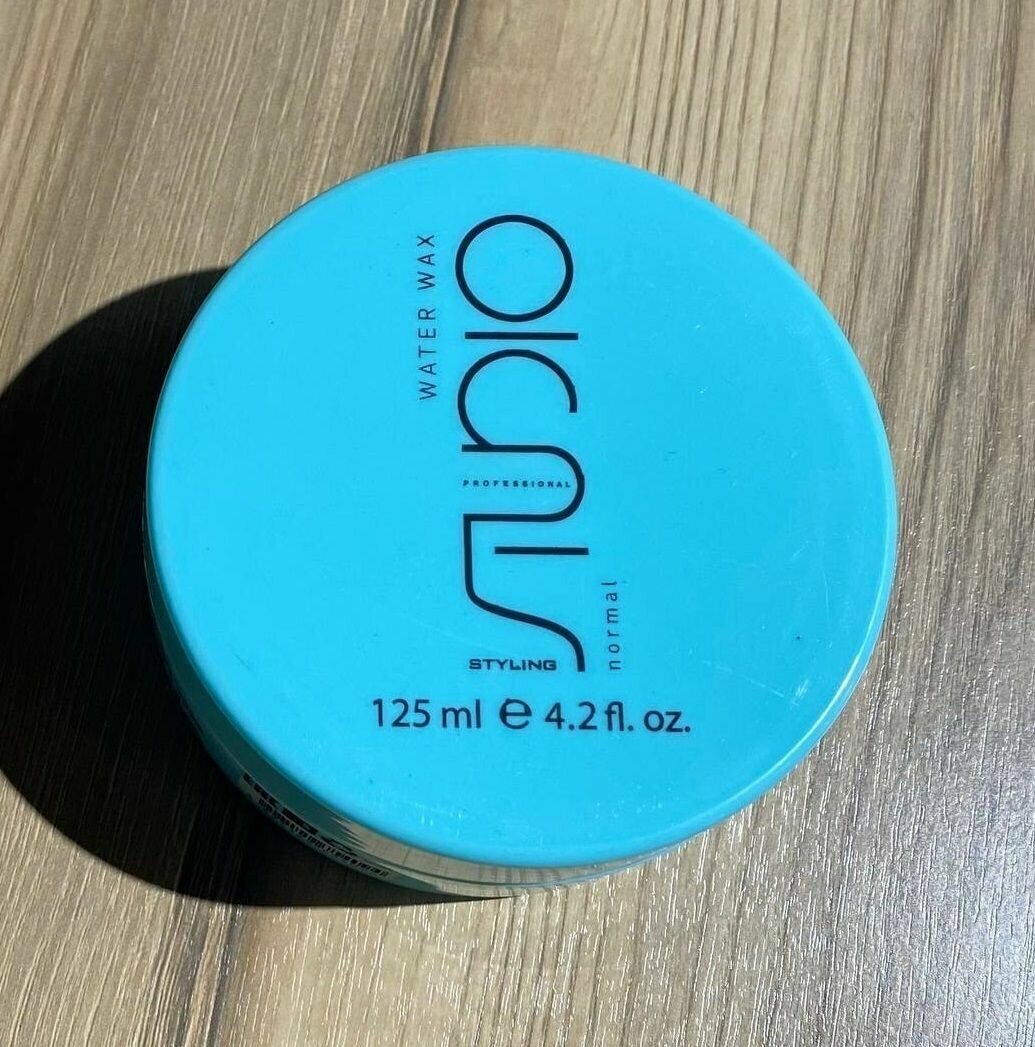 WATER WAX
STUDIO
PROFESSIONAL
normal
STYLING
125 ml e 4.2 fl. oz.